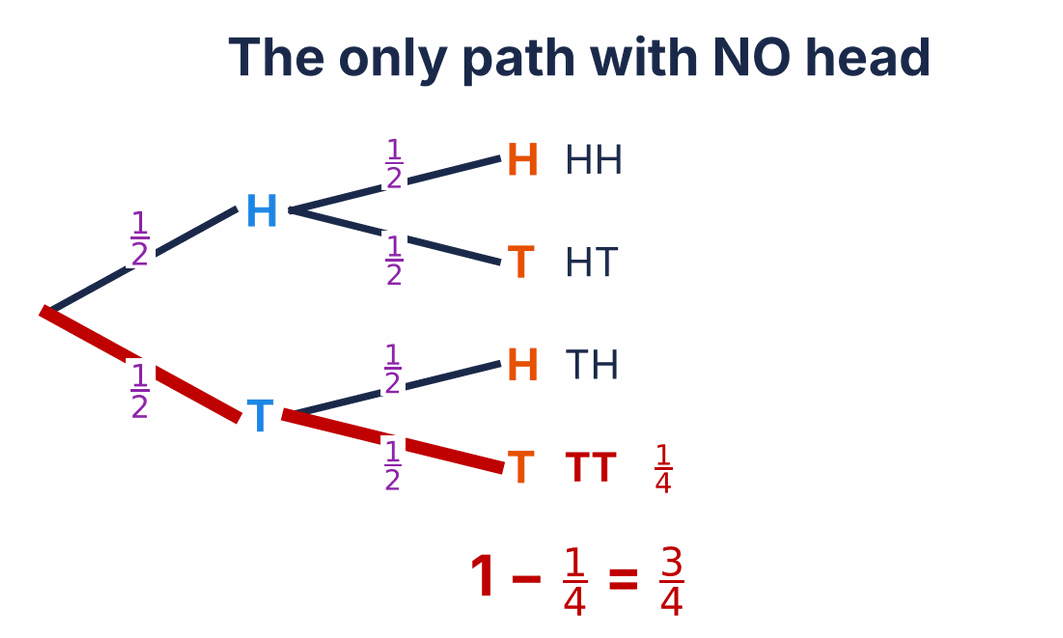 The only path with NO head
1/2 H HH
1/2 H
1/2 T HT
1/2 H TH
1/2 T
1/2 T TT 1/4
1 − 1/4 = 3/4